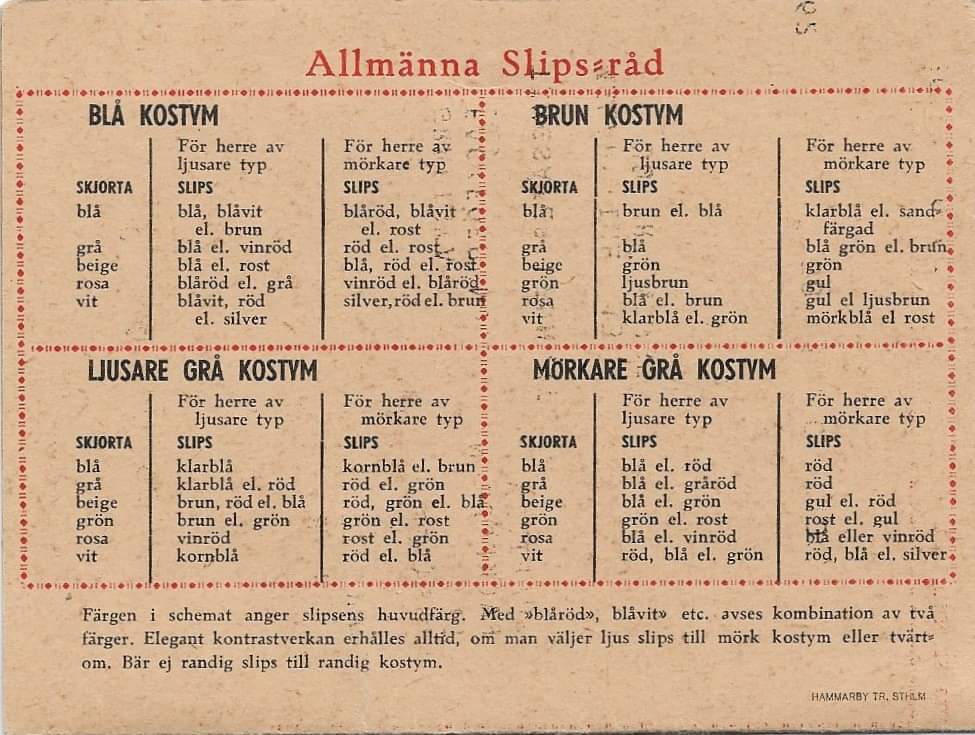 Allmänna Slips=råd
BLÅ KOSTYM
För herre av För herre av
ljusare typ mörkare typ
SKJORTA SLIPS SLIPS
blå blå, blåvit blåröd, blåvit
el. brun el. rost
grå blå el. vinröd röd el. rost
beige blå el. rost blå, röd el. rost
rosa blåröd el. grå vinröd el. blåröd
vit blåvit, röd silver, röd el. brun
el. silver
BRUN KOSTYM
För herre av För herre av
ljusare typ mörkare typ
SKJORTA SLIPS SLIPS
blå brun el. blå klarblå el. sand-
färgad
grå blå blå grön el. brun
beige grön grön
grön ljusbrun gul
rosa blå el. brun gul el ljusbrun
vit klarblå el. grön mörkblå el rost
LJUSARE GRÅ KOSTYM
För herre av För herre av
ljusare typ mörkare typ
SKJORTA SLIPS SLIPS
blå klarblå kornblå el. brun
grå klarblå el. röd röd el. grön
beige brun, röd el. blå röd, grön el. blå
grön brun el. grön grön el. rost
rosa vinröd rost el. grön
vit kornblå röd el. blå
MÖRKARE GRÅ KOSTYM
För herre av För herre av
ljusare typ mörkare typ
SKJORTA SLIPS SLIPS
blå blå el. röd röd
grå blå el. gråröd röd
beige blå el. grön gul el. röd
grön grön el. rost rost el. gul
rosa blå el. vinröd blå eller vinröd
vit röd, blå el. grön röd, blå el. silver
Färgen i schemat anger slipsens huvudfärg. Med »blåröd», blåvit» etc. avses kombination av två
färger. Elegant kontrastverkan erhålles alltid, om man väljer ljus slips till mörk kostym eller tvärt=
om. Bär ej randig slips till randig kostym.
HAMMARBY TR. STHLM